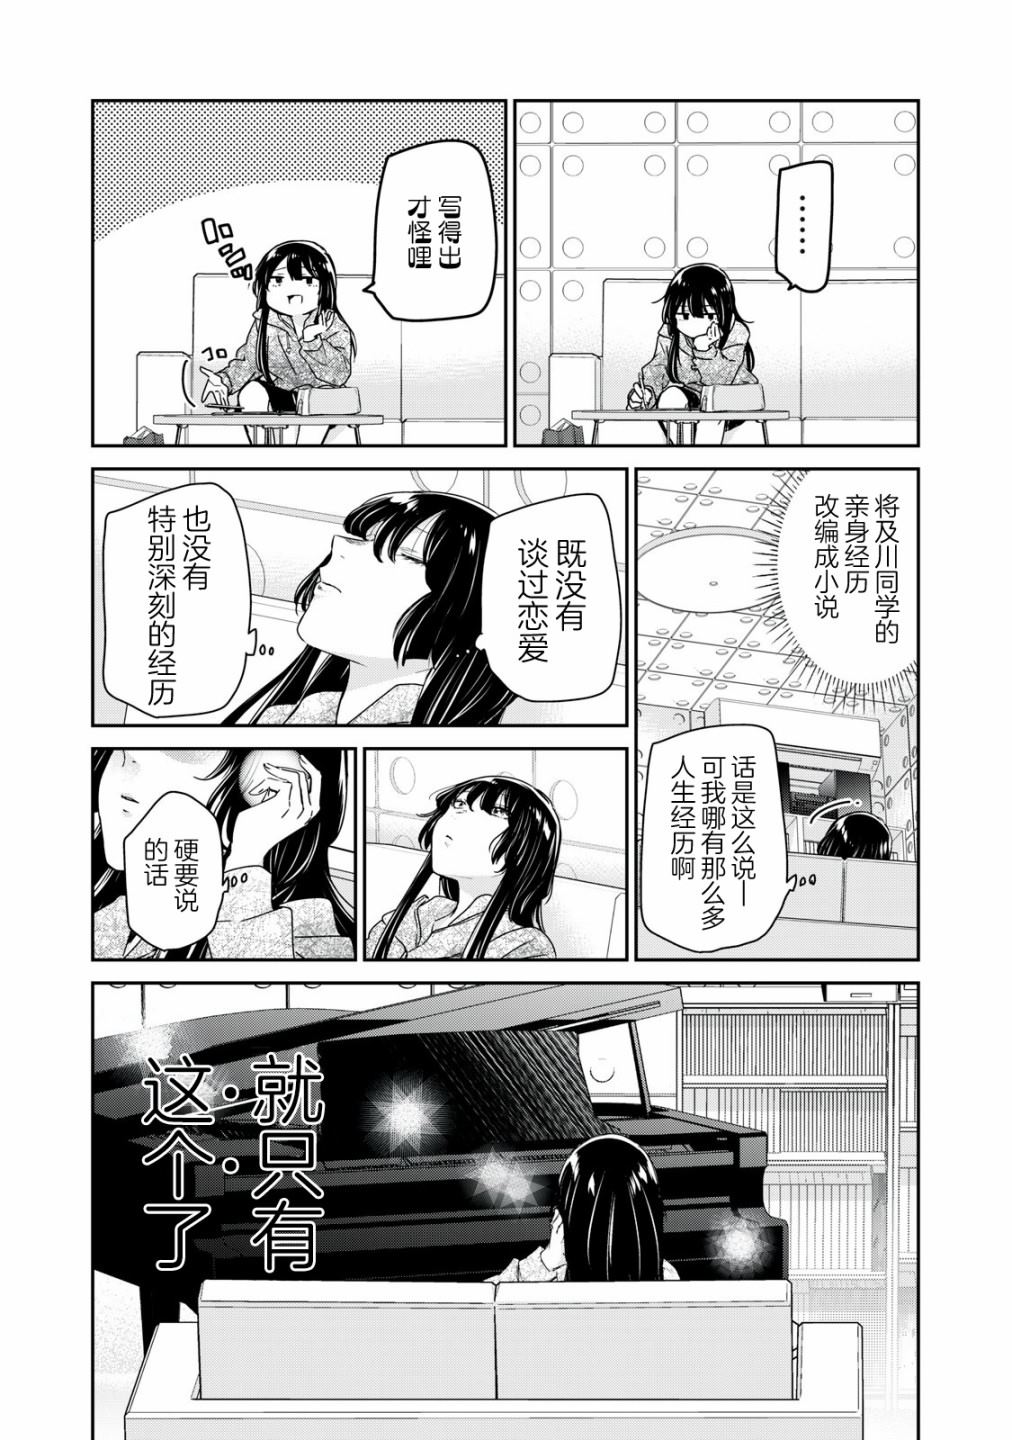 ………
写得出
才怪哩
コロ
将及川同学的
亲身经历
改编成小说
话是这么说—
可我哪有那么多
人生经历啊
既没有
谈过恋爱
也没有
特别深刻的经历
硬要说
的话
就只有
这个了